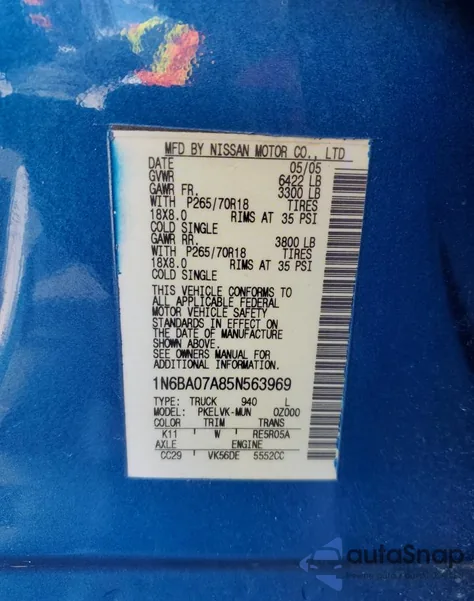 MFD BY NISSAN MOTOR CO., LTD
DATE 05/05
GVWR 6422 LB
GAWR FR. 3300 LB
WITH P265/70R18 TIRES
18X8.0 RIMS AT 35 PSI
COLD SINGLE
GAWR RR. 3800 LB
WITH P265/70R18 TIRES
18X8.0 RIMS AT 35 PSI
COLD SINGLE
THIS VEHICLE CONFORMS TO
ALL APPLICABLE FEDERAL
MOTOR VEHICLE SAFETY
STANDARDS IN EFFECT ON
THE DATE OF MANUFACTURE
SHOWN ABOVE.
SEE OWNERS MANUAL FOR
ADDITIONAL INFORMATION.
1N6BA07A85N563969
TYPE: TRUCK 940 L
MODEL: PKELVK-MUN 0Z000
COLOR TRIM TRANS
K11 W RE5R05A
AXLE ENGINE
CC29 VK56DE 5552CC
autoSnap